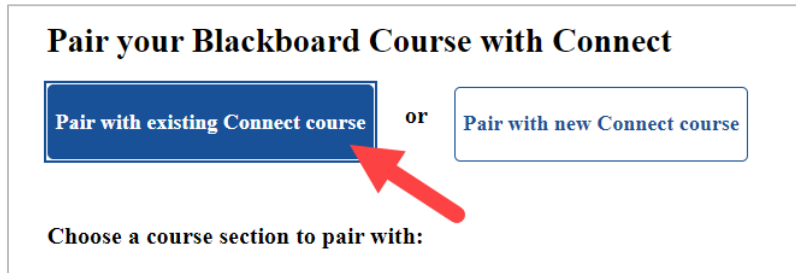 Pair your Blackboard Course with Connect
Pair with existing Connect course or Pair with new Connect course
Choose a course section to pair with: